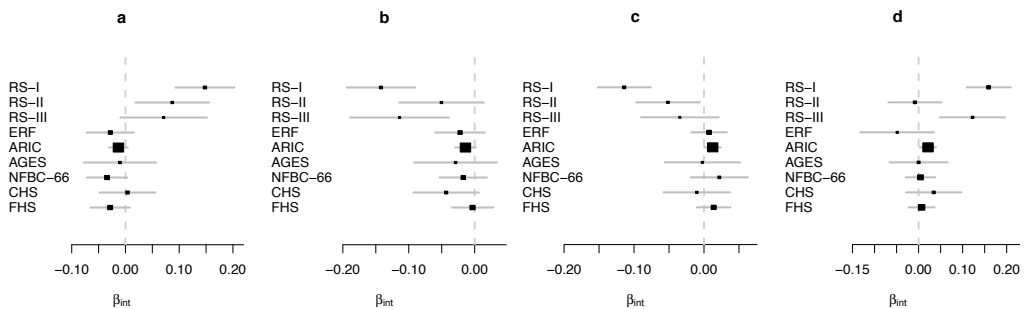 a
RS−I
RS−II
RS−III
ERF
ARIC
AGES
NFBC−66
CHS
FHS
−0.10 0.00 0.10 0.20
βint
b
RS−I
RS−II
RS−III
ERF
ARIC
AGES
NFBC−66
CHS
FHS
−0.20 −0.10 0.00
βint
c
RS−I
RS−II
RS−III
ERF
ARIC
AGES
NFBC−66
CHS
FHS
−0.20 −0.10 0.00
βint
d
RS−I
RS−II
RS−III
ERF
ARIC
AGES
NFBC−66
CHS
FHS
−0.15 0.00 0.10 0.20
βint